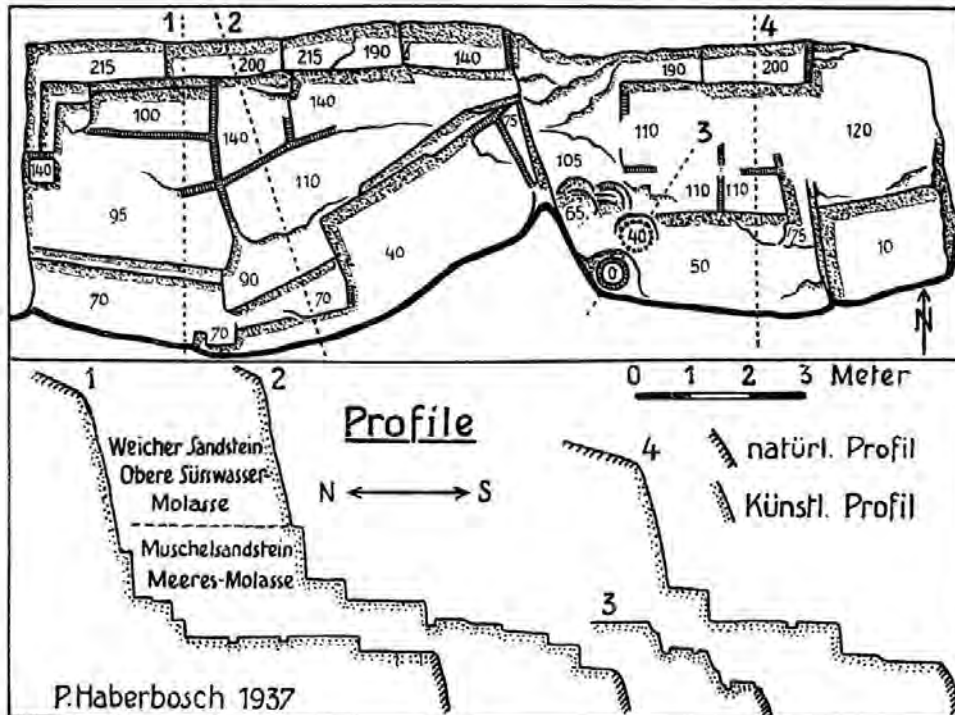 1 2 4
215 200 215 190 140 190 200
100 140 140 75 110 3 120
140 105
95 110 65 40 110 110 75
90 40 0 50 10
70 70 70
N
1 2 0 1 2 3 Meter
Profile
4
natürl. Profil
Weicher Sandstein
Obere Süsswasser-
Molasse
N S
Künstl. Profil
Muschelsandstein
Meeres-Molasse
3
P.Haberbosch 1937